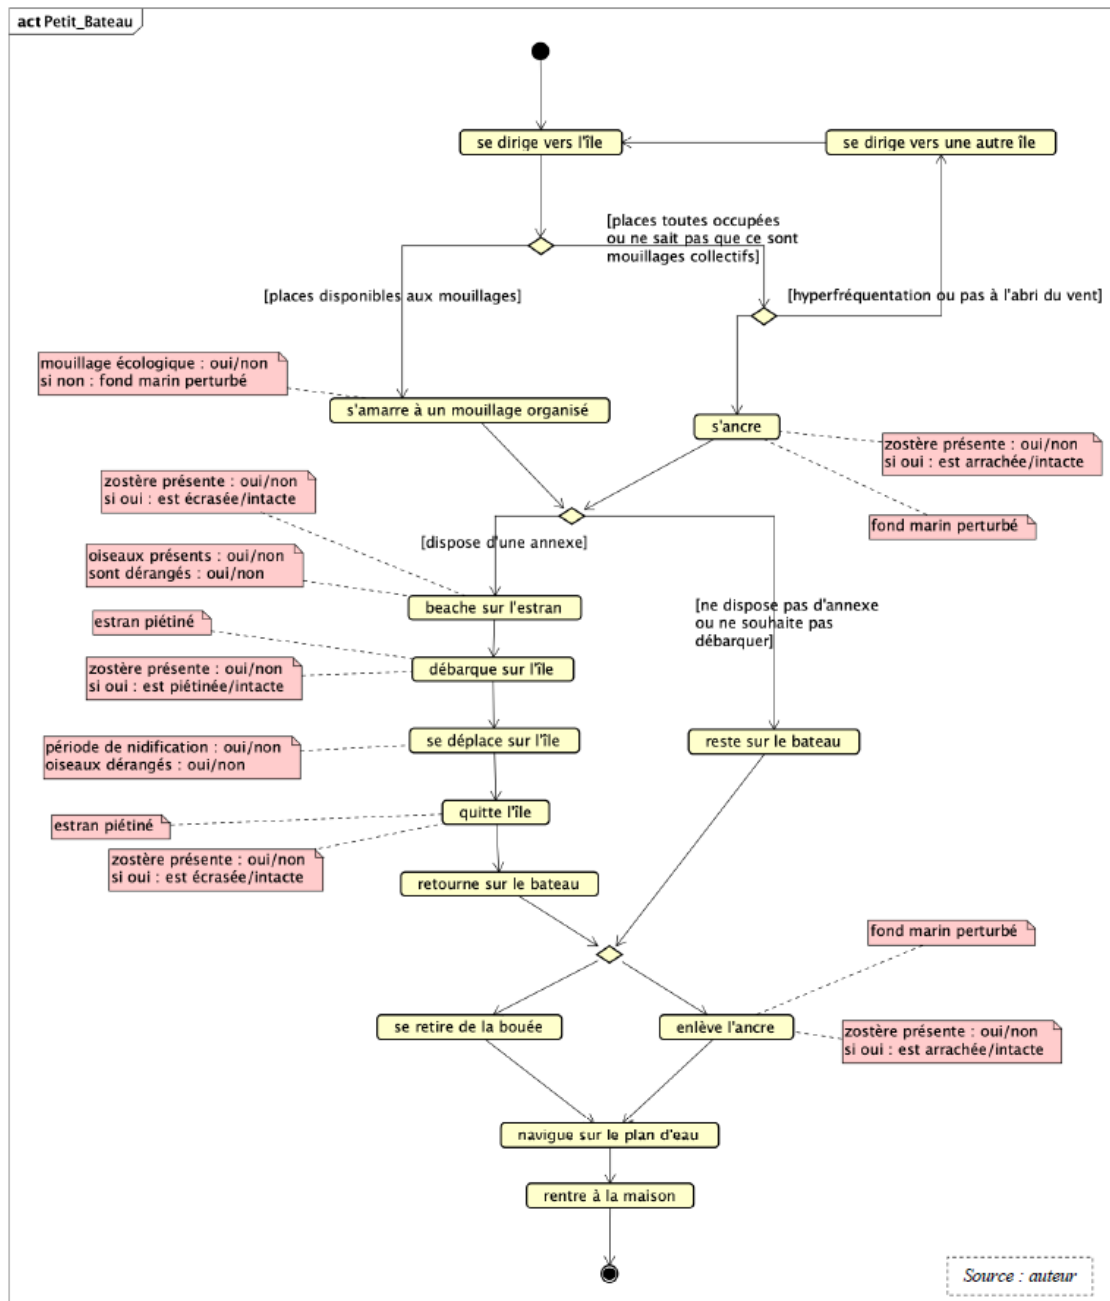 act Petit_Bateau
se dirige vers l'île
se dirige vers une autre île
[places toutes occupées
ou ne sait pas que ce sont
mouillages collectifs]
[places disponibles aux mouillages]
[hyperfréquentation ou pas à l'abri du vent]
mouillage écologique : oui/non
si non : fond marin perturbé
s'amarre à un mouillage organisé
s'ancre
zostère présente : oui/non
si oui : est arrachée/intacte
fond marin perturbé
zostère présente : oui/non
si oui : est écrasée/intacte
[dispose d'une annexe]
oiseaux présents : oui/non
sont dérangés : oui/non
beache sur l'estran
[ne dispose pas d'annexe
ou ne souhaite pas
débarquer]
estran piétiné
zostère présente : oui/non
si oui : est piétinée/intacte
débarque sur l'île
période de nidification : oui/non
oiseaux dérangés : oui/non
se déplace sur l'île
reste sur le bateau
quitte l'île
estran piétiné
zostère présente : oui/non
si oui : est écrasée/intacte
retourne sur le bateau
fond marin perturbé
se retire de la bouée
enlève l'ancre
zostère présente : oui/non
si oui : est arrachée/intacte
navigue sur le plan d'eau
rentre à la maison
Source : auteur